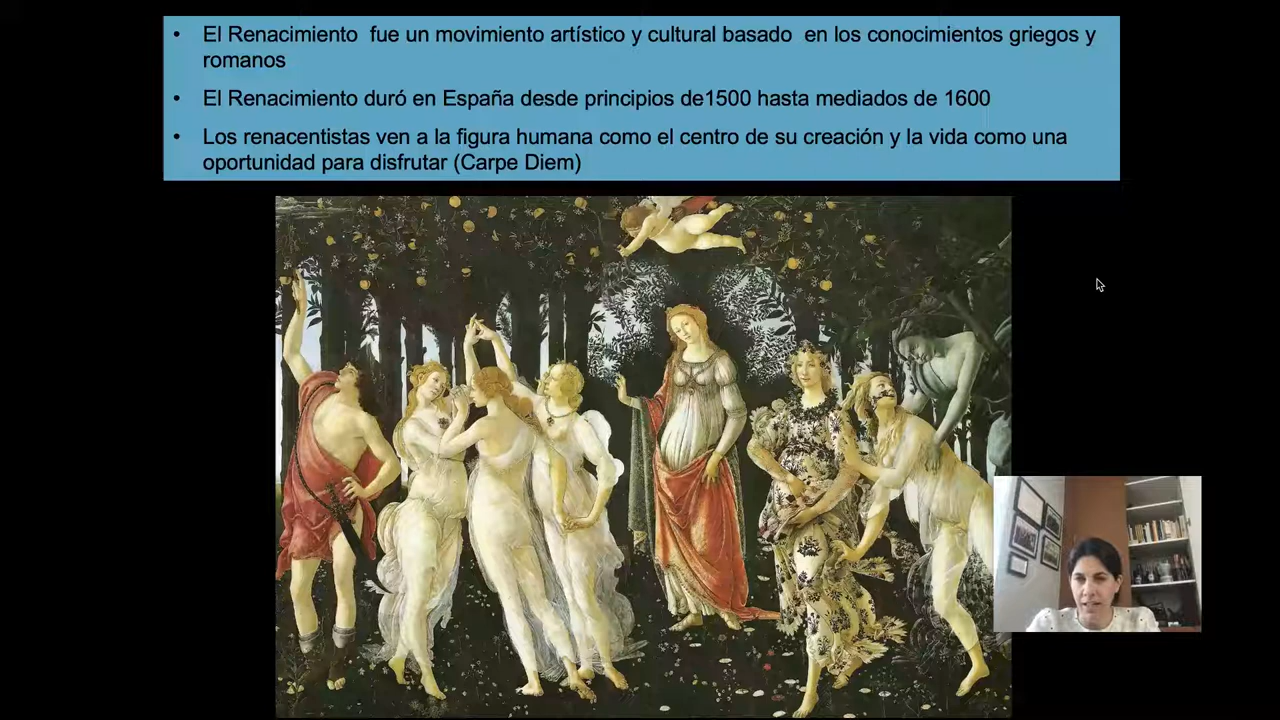 • El Renacimiento fue un movimiento artístico y cultural basado en los conocimientos griegos y
romanos
• El Renacimiento duró en España desde principios de1500 hasta mediados de 1600
• Los renacentistas ven a la figura humana como el centro de su creación y la vida como una
oportunidad para disfrutar (Carpe Diem)